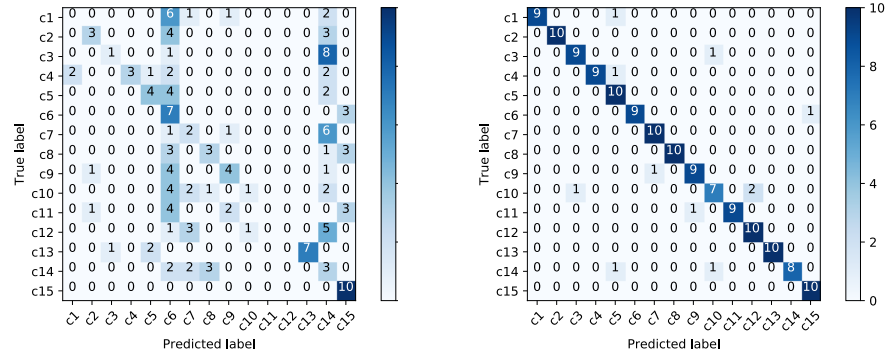 True label
c1 0 0 0 0 0 6 1 0 1 0 0 0 0 2 0
c2 0 3 0 0 0 4 0 0 0 0 0 0 0 3 0
c3 0 0 1 0 0 1 0 0 0 0 0 0 0 8 0
c4 2 0 0 3 1 2 0 0 0 0 0 0 0 2 0
c5 0 0 0 0 4 4 0 0 0 0 0 0 0 2 0
c6 0 0 0 0 0 7 0 0 0 0 0 0 0 0 3
c7 0 0 0 0 0 1 2 0 1 0 0 0 0 6 0
c8 0 0 0 0 0 3 0 3 0 0 0 0 0 1 3
c9 0 1 0 0 0 4 0 0 4 0 0 0 0 1 0
c10 0 0 0 0 0 4 2 1 0 1 0 0 0 2 0
c11 0 1 0 0 0 4 0 0 2 0 0 0 0 0 3
c12 0 0 0 0 0 1 3 0 0 1 0 0 0 5 0
c13 0 0 1 0 2 0 0 0 0 0 0 0 7 0 0
c14 0 0 0 0 0 2 2 3 0 0 0 0 0 3 0
c15 0 0 0 0 0 0 0 0 0 0 0 0 0 0 10
c1 c2 c3 c4 c5 c6 c7 c8 c9 c10 c11 c12 c13 c14 c15
Predicted label
True label
c1 9 0 0 0 1 0 0 0 0 0 0 0 0 0 0
c2 0 10 0 0 0 0 0 0 0 0 0 0 0 0 0
c3 0 0 9 0 0 0 0 0 0 1 0 0 0 0 0
c4 0 0 0 9 1 0 0 0 0 0 0 0 0 0 0
c5 0 0 0 0 10 0 0 0 0 0 0 0 0 0 0
c6 0 0 0 0 0 9 0 0 0 0 0 0 0 0 1
c7 0 0 0 0 0 0 10 0 0 0 0 0 0 0 0
c8 0 0 0 0 0 0 0 10 0 0 0 0 0 0 0
c9 0 0 0 0 0 0 1 0 9 0 0 0 0 0 0
c10 0 0 1 0 0 0 0 0 0 7 0 2 0 0 0
c11 0 0 0 0 0 0 0 0 1 0 9 0 0 0 0
c12 0 0 0 0 0 0 0 0 0 0 0 10 0 0 0
c13 0 0 0 0 0 0 0 0 0 0 0 0 10 0 0
c14 0 0 0 0 1 0 0 0 0 1 0 0 0 8 0
c15 0 0 0 0 0 0 0 0 0 0 0 0 0 0 10
c1 c2 c3 c4 c5 c6 c7 c8 c9 c10 c11 c12 c13 c14 c15
Predicted label
10
8
6
4
2
0